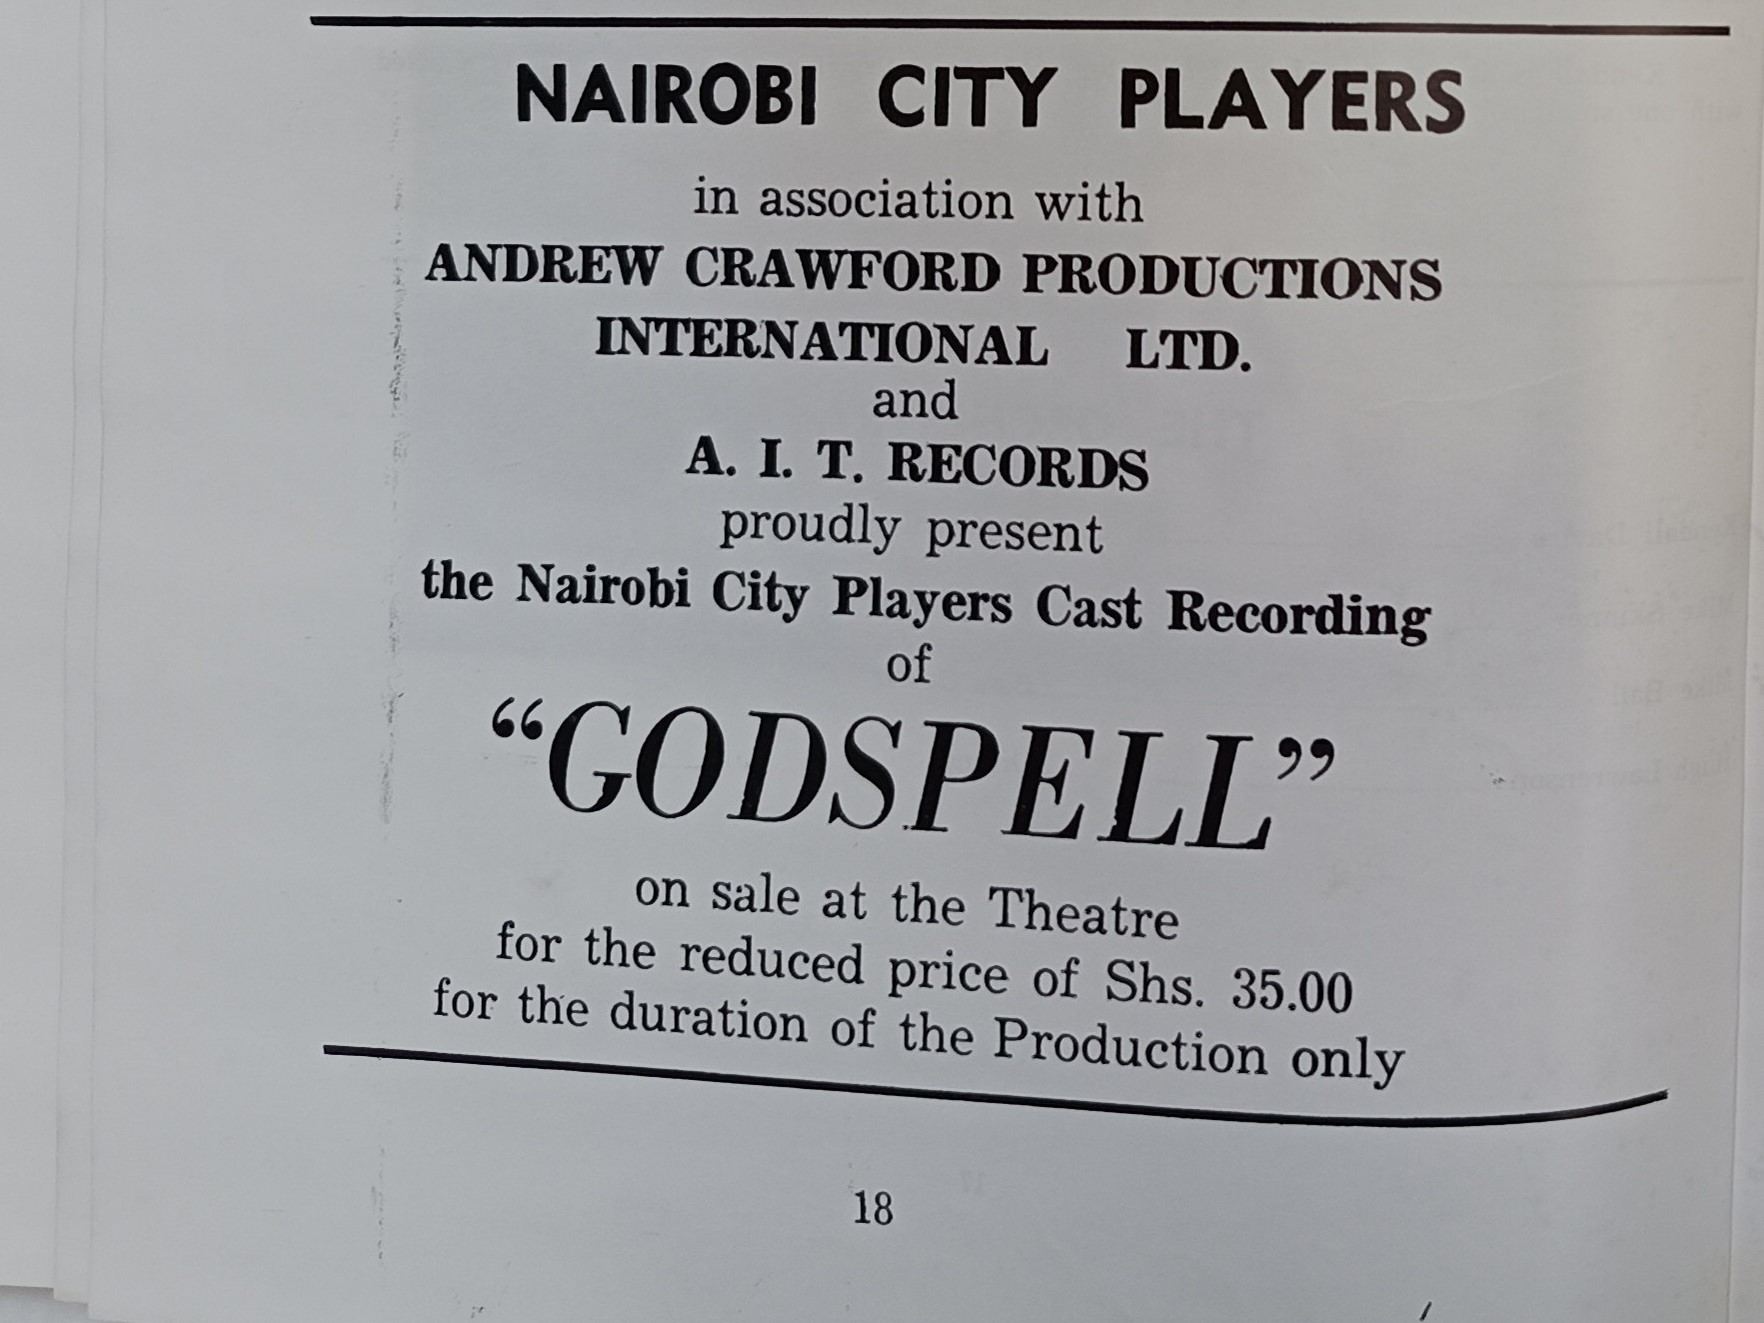 NAIROBI CITY PLAYERS
in association with
ANDREW CRAWFORD PRODUCTIONS
INTERNATIONAL LTD.
and
A. I. T. RECORDS
proudly present
the Nairobi City Players Cast Recording
of
“GODSPELL”
on sale at the Theatre
for the reduced price of Shs. 35.00
for the duration of the Production only
18